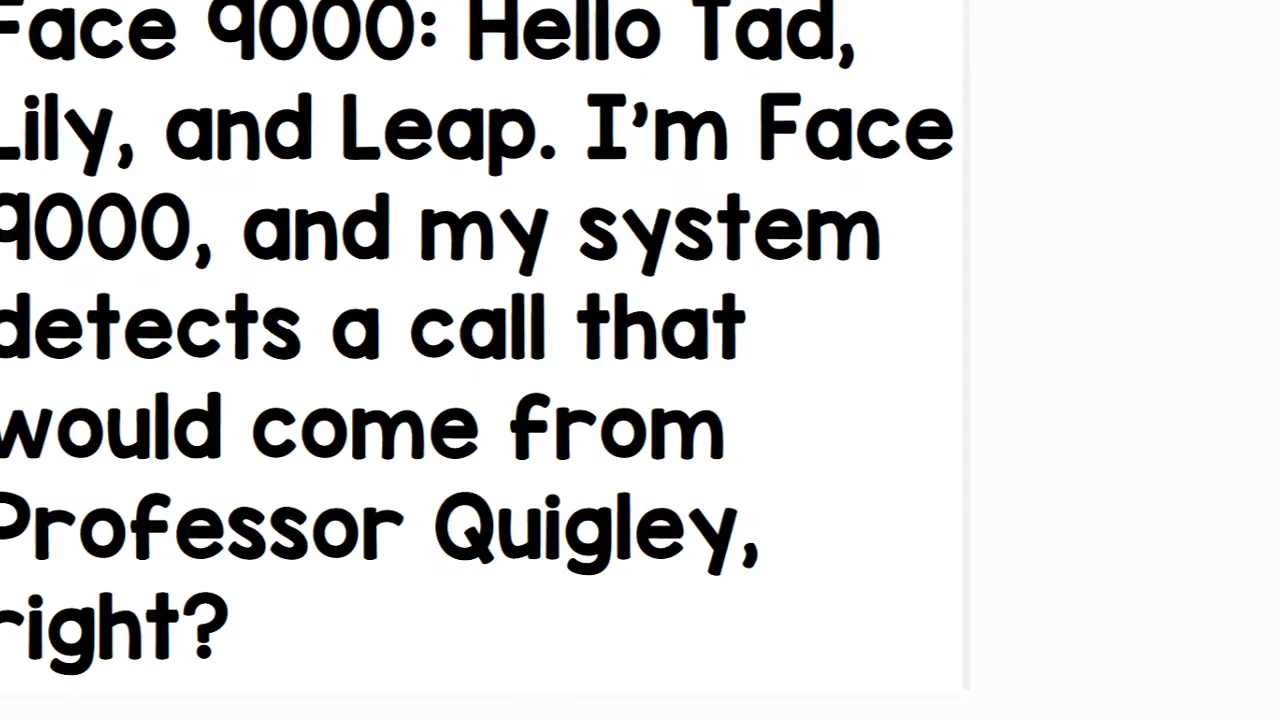 Face 9000: Hello Tad,
Lily, and Leap. I'm Face
9000, and my system
detects a call that
would come from
Professor Quigley,
right?